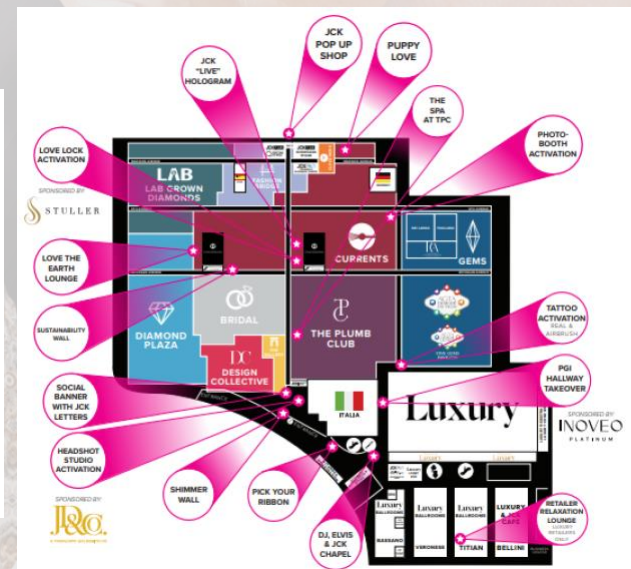 JCK
POP UP
SHOP
PUPPY
LOVE
JCK
"LIVE"
HOLOGRAM
THE
SPA
AT TPC
PHOTO-
BOOTH
ACTIVATION
LOVE LOCK
ACTIVATION
SPONSORED BY
STULLER
LAB
LAB GROWN
DIAMONDS
FASHION
CURRENTS
GEMS
LOVE THE
EARTH
LOUNGE
SUSTAINABILITY
WALL
DIAMOND
PLAZA
BRIDAL
DC
DESIGN
COLLECTIVE
THE PLUMB
CLUB
TATTOO
ACTIVATION
REAL &
AIRBRUSH
SOCIAL
BANNER
WITH JCK
LETTERS
ITALIA
Luxury
PGI
HALLWAY
TAKEOVER
SPONSORED BY
INOVEO
PLATINUM
HEADSHOT
STUDIO
ACTIVATION
SPONSORED BY
SHIMMER
WALL
PICK YOUR
RIBBON
DJ, ELVIS
& JCK
CHAPEL
Luxury
BALLROOMS
BASSANO
Luxury
BALLROOMS
VERONESE
Luxury
BALLROOMS
TITIAN
LUXURY
& JCK
CAFE
BELLINI
RETAILER
RELAXATION
LOUNGE
LUXURY
RETAILERS
ONLY